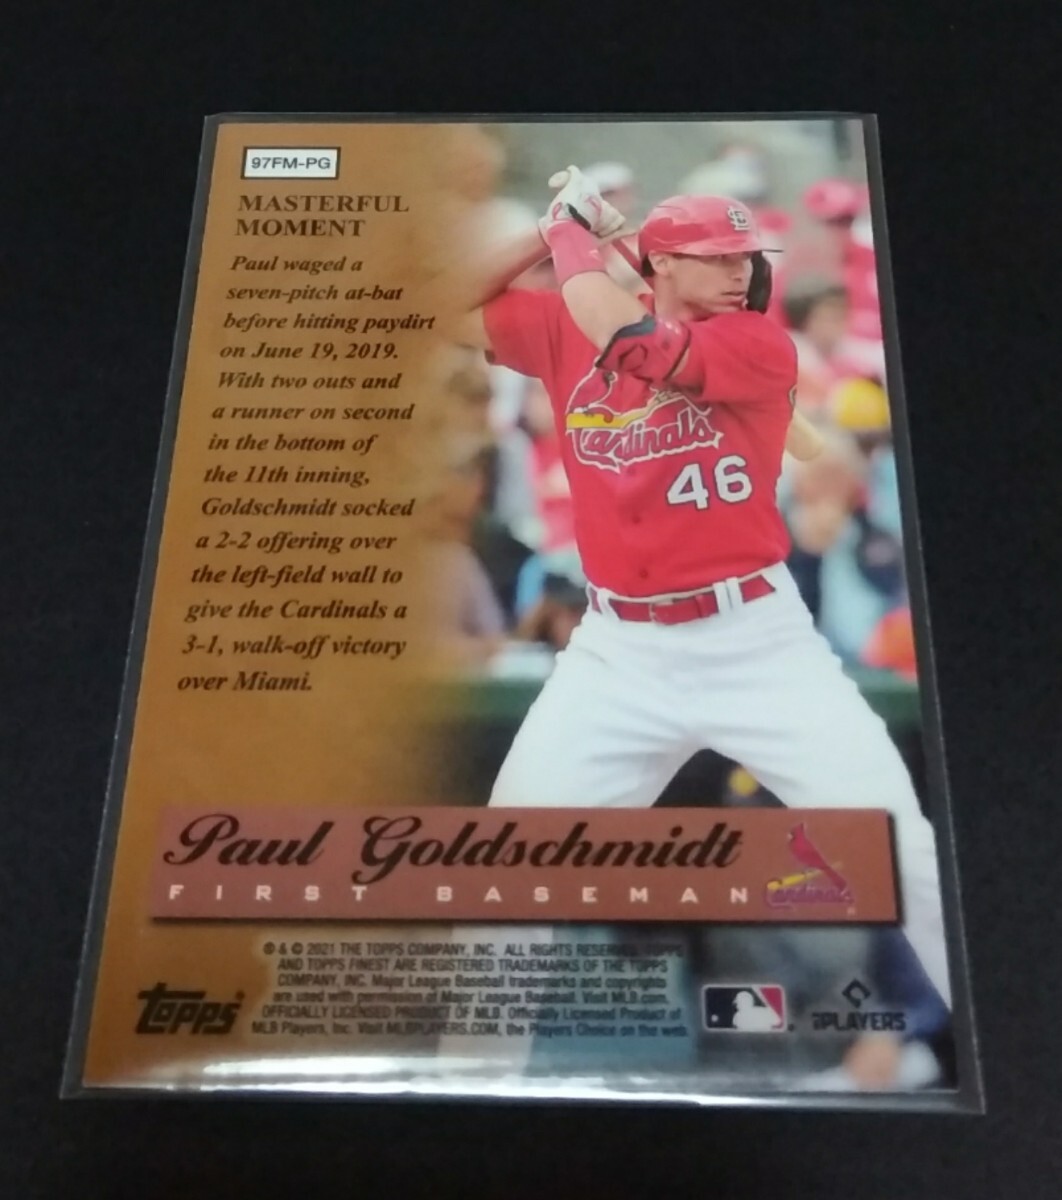 97FM-PG
MASTERFUL
MOMENT
Paul waged a
seven-pitch at-bat
before hitting paydirt
on June 19, 2019.
With two outs and
a runner on second
in the bottom of
the 11th inning,
Goldschmidt socked
a 2-2 offering over
the left-field wall to
give the Cardinals a
3-1, walk-off victory
over Miami.
Cardinals
46
Paul Goldschmidt
FIRST BASEMAN
Cardinals
® & © 2021 THE TOPPS COMPANY, INC. ALL RIGHTS RESERVED. TOPPS
AND TOPPS FINEST ARE REGISTERED TRADEMARKS OF THE TOPPS
COMPANY, INC. Major League Baseball trademarks and copyrights
are used with permission of Major League Baseball. Visit MLB.com.
OFFICIALLY LICENSED PRODUCT OF MLB. Officially Licensed Product of
MLB Players, Inc. Visit MLBPLAYERS.COM, the Players Choice on the web.
TOPPS
PLAYERS